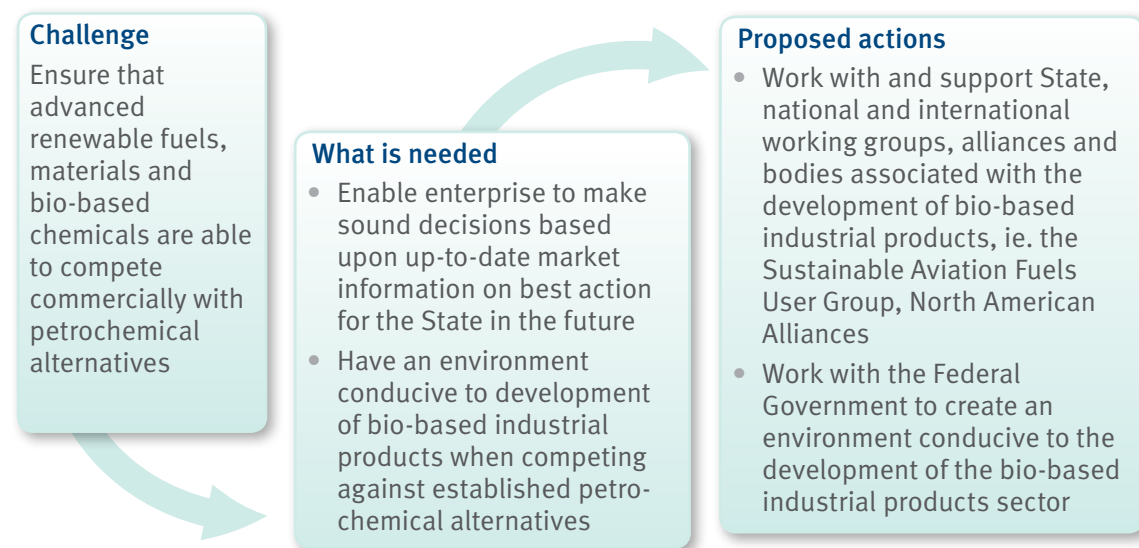 Challenge
Ensure that
advanced
renewable fuels,
materials and
bio-based
chemicals are able
to compete
commercially with
petrochemical
alternatives
What is needed
• Enable enterprise to make
sound decisions based
upon up-to-date market
information on best action
for the State in the future
• Have an environment
conducive to development
of bio-based industrial
products when competing
against established petro-
chemical alternatives
Proposed actions
• Work with and support State,
national and international
working groups, alliances and
bodies associated with the
development of bio-based
industrial products, ie. the
Sustainable Aviation Fuels
User Group, North American
Alliances
• Work with the Federal
Government to create an
environment conducive to the
development of the bio-based
industrial products sector